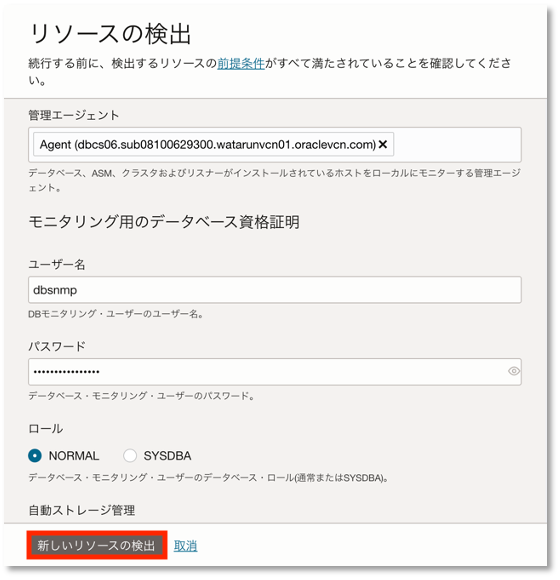 リソースの検出
続行する前に、検出するリソースの前提条件がすべて満たされていることを確認してくださ
い。
管理エージェント
Agent (dbcs06.sub08100629300.watarunvcn01.oraclevcn.com) ×
データベース、ASM、クラスタおよびリスナーがインストールされているホストをローカルにモニターする管理エージ
ェント。
モニタリング用のデータベース資格証明
ユーザー名
dbsnmp
DBモニタリング・ユーザーのユーザー名。
パスワード
••••••••••••••••
データベース・モニタリング・ユーザーのパスワード。
ロール
NORMAL SYSDBA
データベース・モニタリング・ユーザーのデータベース・ロール(通常またはSYSDBA)。
自動ストレージ管理
新しいリソースの検出 取消